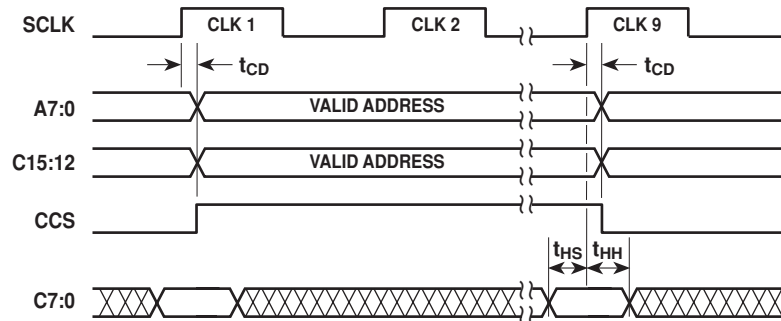 SCLK CLK 1 CLK 2 CLK 9
tCD tCD
A7:0 VALID ADDRESS
C15:12 VALID ADDRESS
CCS
tHS tHH
C7:0